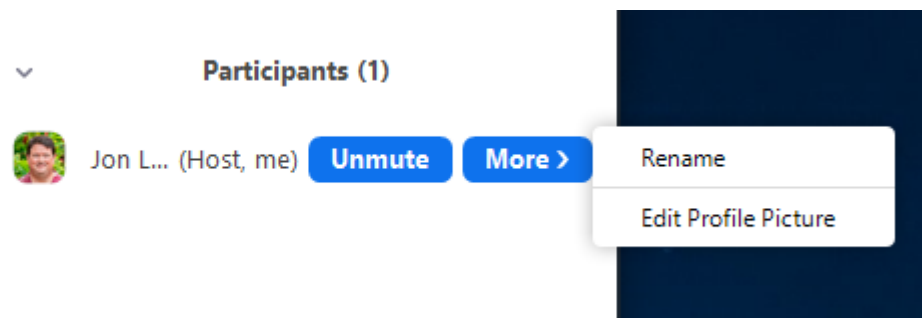 Participants (1)
Jon L... (Host, me) Unmute More >
Rename
Edit Profile Picture